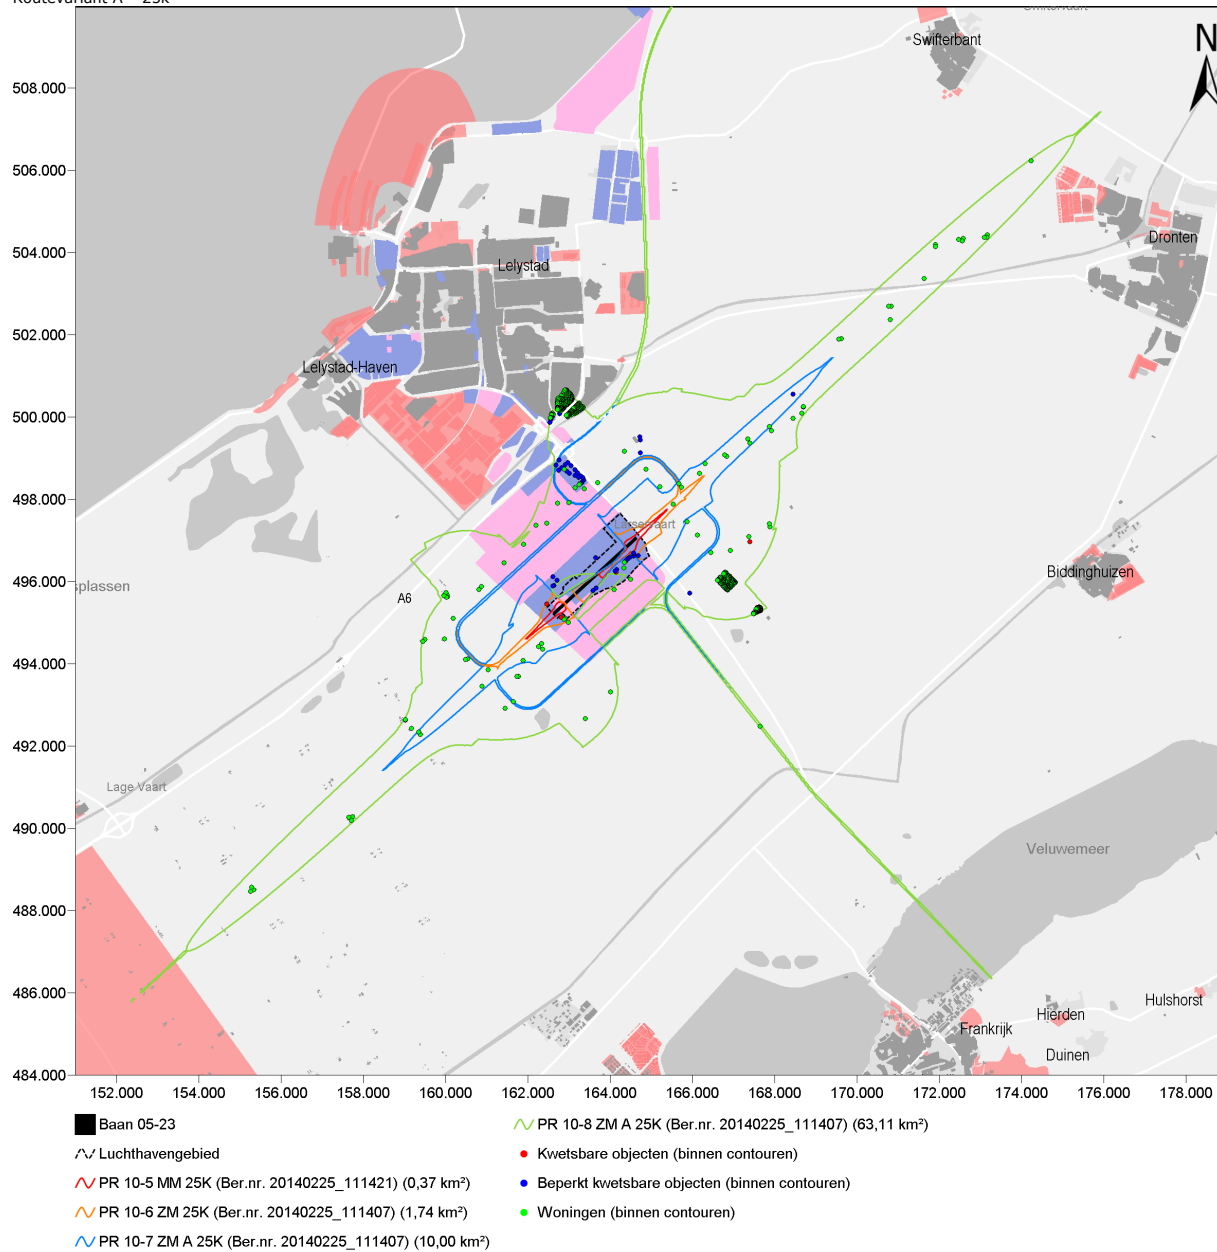 Routevariant A - 25k
Swifterbant
N
508.000
506.000
504.000
502.000
500.000
498.000
496.000
494.000
492.000
490.000
488.000
486.000
484.000
Dronten
Lelystad
Lelystad-Haven
Larservaart
Biddinghuizen
splassen
A6
Lage Vaart
Veluwemeer
Hulshorst
Hierden
Frankrijk
Duinen
152.000 154.000 156.000 158.000 160.000 162.000 164.000 166.000 168.000 170.000 172.000 174.000 176.000 178.000
Baan 05-23
Luchthavengebied
PR 10-5 MM 25K (Ber.nr. 20140225_111421) (0,37 km²)
PR 10-6 ZM 25K (Ber.nr. 20140225_111407) (1,74 km²)
PR 10-7 ZM A 25K (Ber.nr. 20140225_111407) (10,00 km²)
PR 10-8 ZM A 25K (Ber.nr. 20140225_111407) (63,11 km²)
Kwetsbare objecten (binnen contouren)
Beperkt kwetsbare objecten (binnen contouren)
Woningen (binnen contouren)